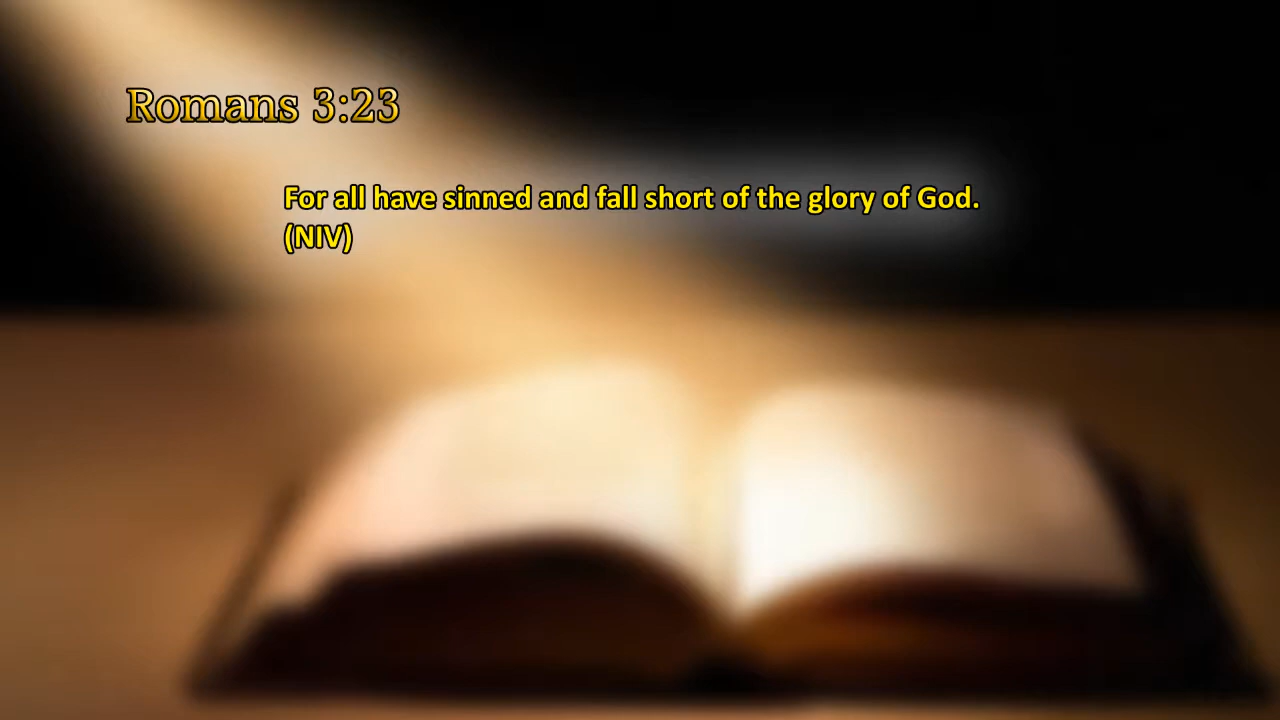 Romans 3:23
For all have sinned and fall short of the glory of God.
(NIV)